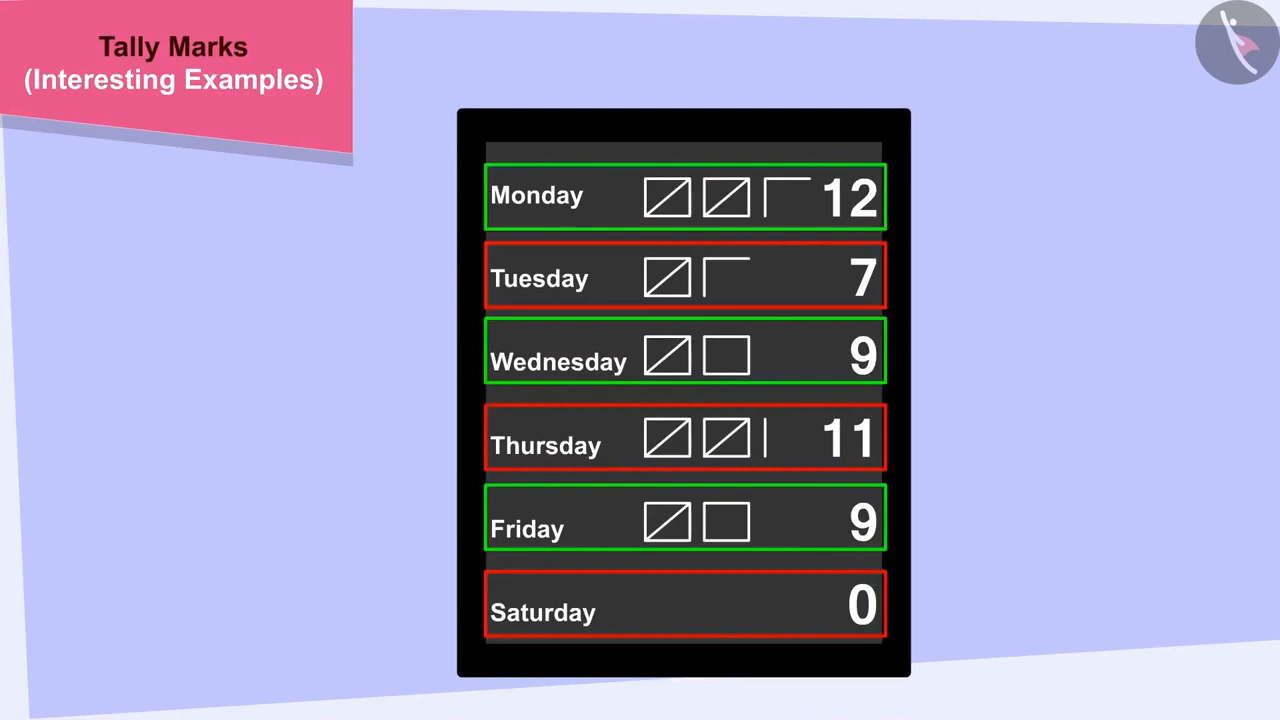 Tally Marks
(Interesting Examples)
Monday 12
Tuesday 7
Wednesday 9
Thursday 11
Friday 9
Saturday 0